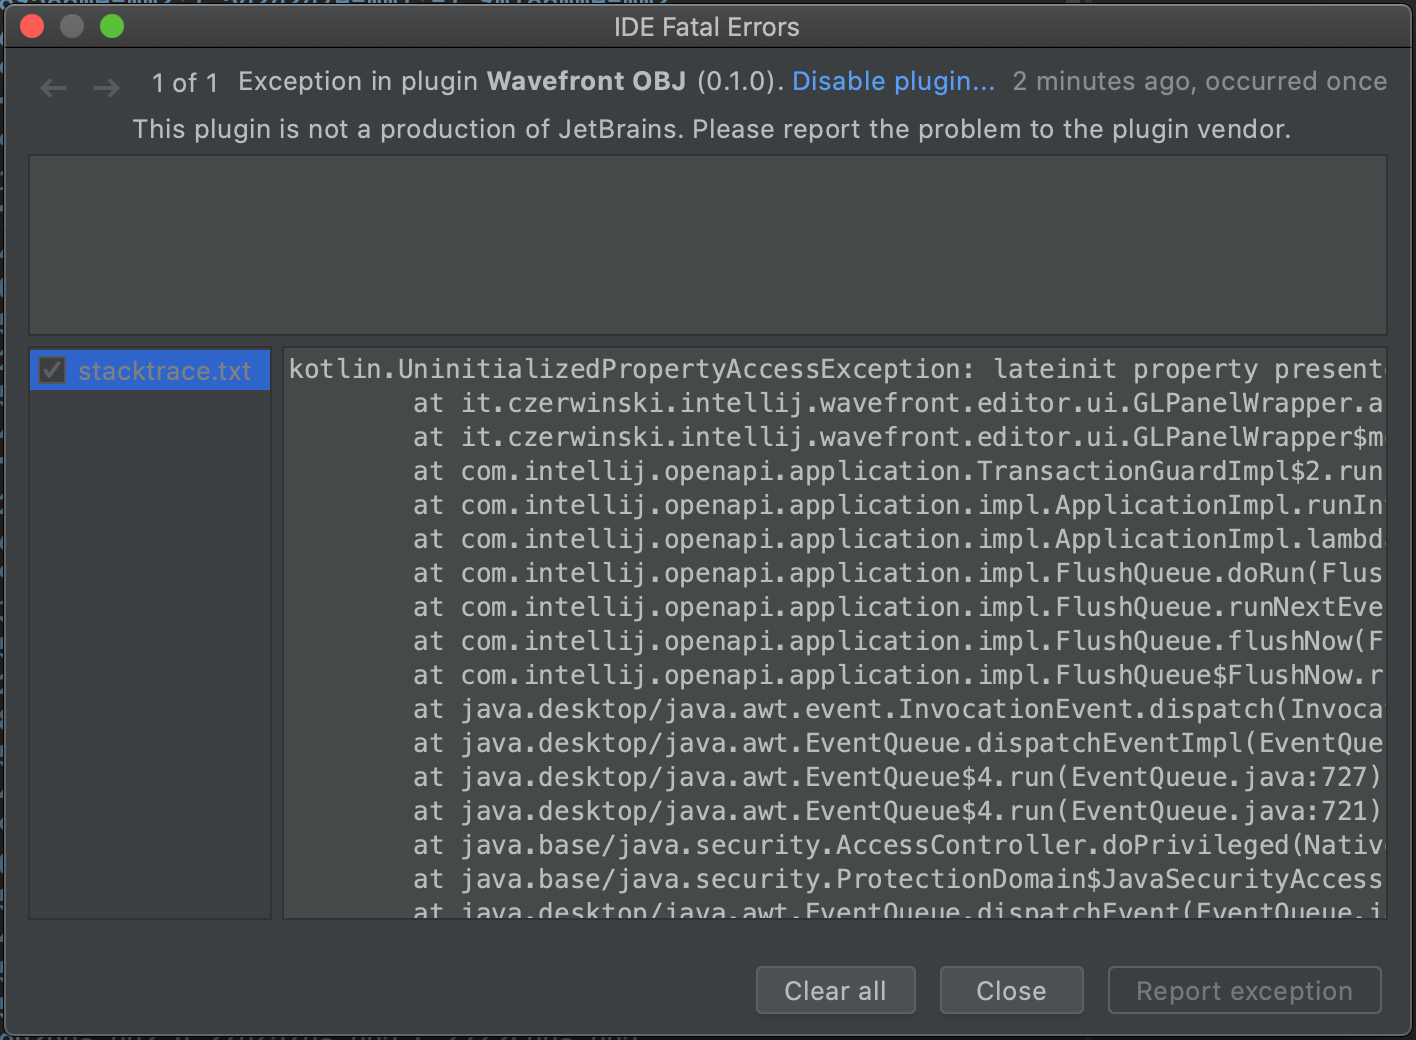 IDE Fatal Errors
1 of 1 Exception in plugin Wavefront OBJ (0.1.0). Disable plugin... 2 minutes ago, occurred once
This plugin is not a production of JetBrains. Please report the problem to the plugin vendor.
stacktrace.txt
kotlin.UninitializedPropertyAccessException: lateinit property present
at it.czerwinski.intellij.wavefront.editor.ui.GLPanelWrapper.a
at it.czerwinski.intellij.wavefront.editor.ui.GLPanelWrapper$m
at com.intellij.openapi.application.TransactionGuardImpl$2.run
at com.intellij.openapi.application.impl.ApplicationImpl.runIn
at com.intellij.openapi.application.impl.ApplicationImpl.lambd
at com.intellij.openapi.application.impl.FlushQueue.doRun(Flus
at com.intellij.openapi.application.impl.FlushQueue.runNextEve
at com.intellij.openapi.application.impl.FlushQueue.flushNow(F
at com.intellij.openapi.application.impl.FlushQueue$FlushNow.r
at java.desktop/java.awt.event.InvocationEvent.dispatch(Invoca
at java.desktop/java.awt.EventQueue.dispatchEventImpl(EventQue
at java.desktop/java.awt.EventQueue$4.run(EventQueue.java:727)
at java.desktop/java.awt.EventQueue$4.run(EventQueue.java:721)
at java.base/java.security.AccessController.doPrivileged(Nativ
at java.base/java.security.ProtectionDomain$JavaSecurityAccess
at java.desktop/java.awt.EventQueue.dispatchEvent(EventQueue.j
Clear all
Close
Report exception